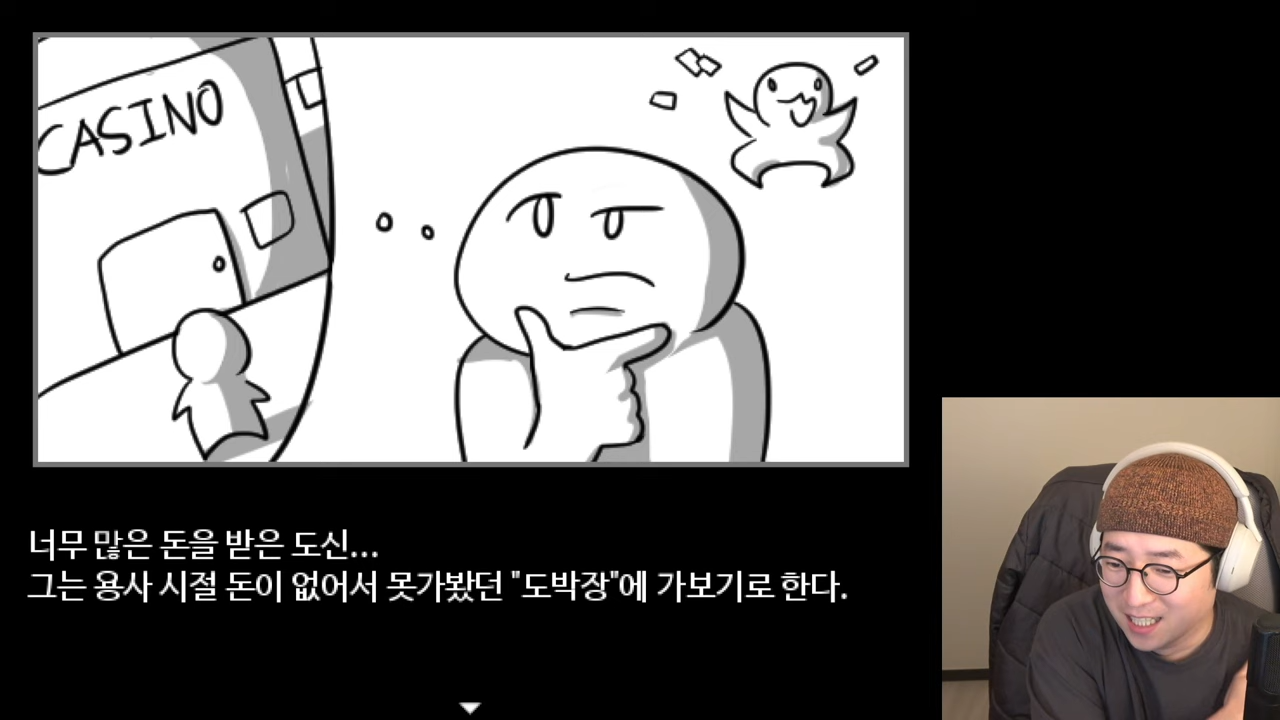 CASINO
너무 많은 돈을 받은 도신...
그는 용사 시절 돈이 없어서 못가봤던 "도박장"에 가보기로 한다.